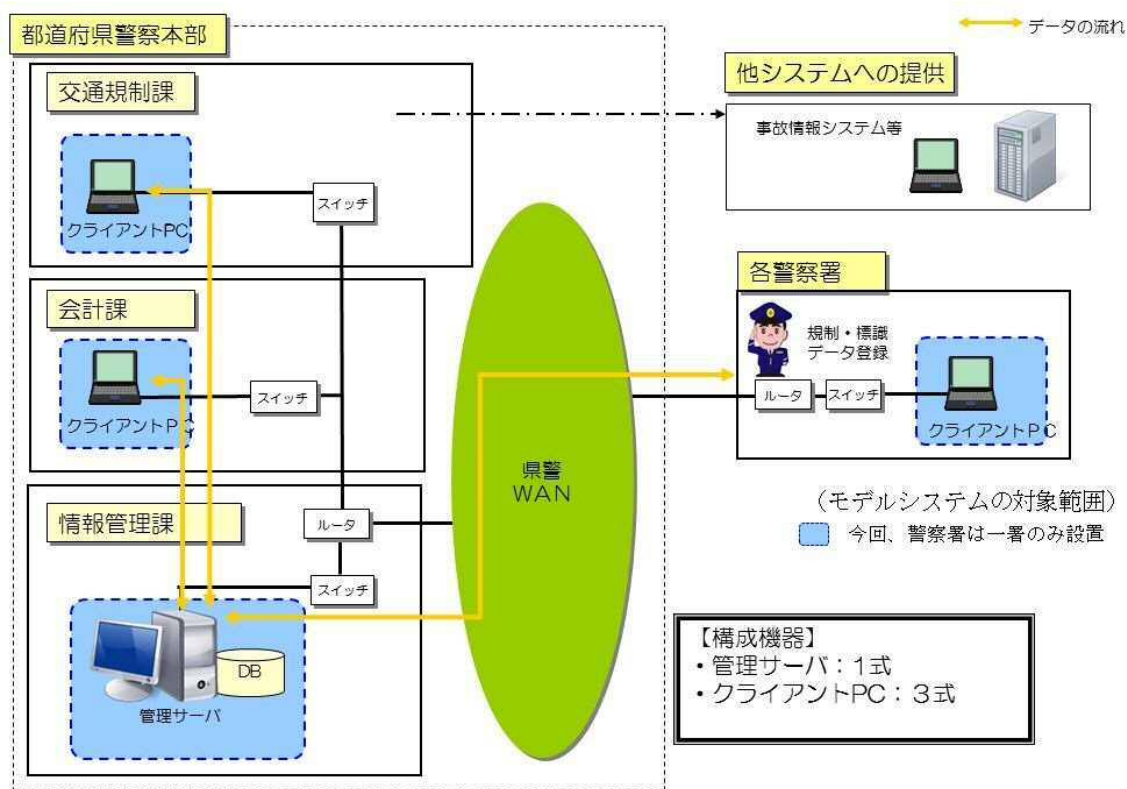 都道府県警察本部
データの流れ
交通規制課
クライアントPC
スイッチ
他システムへの提供
事故情報システム等
会計課
クライアントPC
スイッチ
各警察署
規制・標識
データ登録
ルータ
スイッチ
クライアントPC
県警
WAN
情報管理課
ルータ
スイッチ
DB
管理サーバ
(モデルシステムの対象範囲)
今回、警察署は一署のみ設置
【構成機器】
・管理サーバ:1式
・クライアントPC:3式